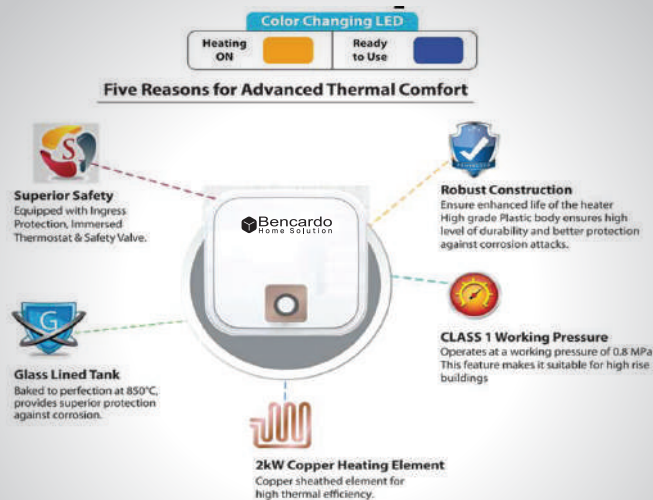 Color Changing LED
Heating
ON
Ready
to Use
Five Reasons for Advanced Thermal Comfort
S
Superior Safety
Equipped with Ingress
Protection, Immersed
Thermostat & Safety Valve.
Bencardo
Home Solution
Robust Construction
Ensure enhanced life of the heater
High grade Plastic body ensures high
level of durability and better protection
against corrosion attacks.
G
Glass Lined Tank
Baked to perfection at 850°C,
provides superior protection
against corrosion.
CLASS 1 Working Pressure
Operates at a working pressure of 0.8 MPa
This feature makes it suitable for high rise
buildings
2kW Copper Heating Element
Copper sheathed element for
high thermal efficiency.